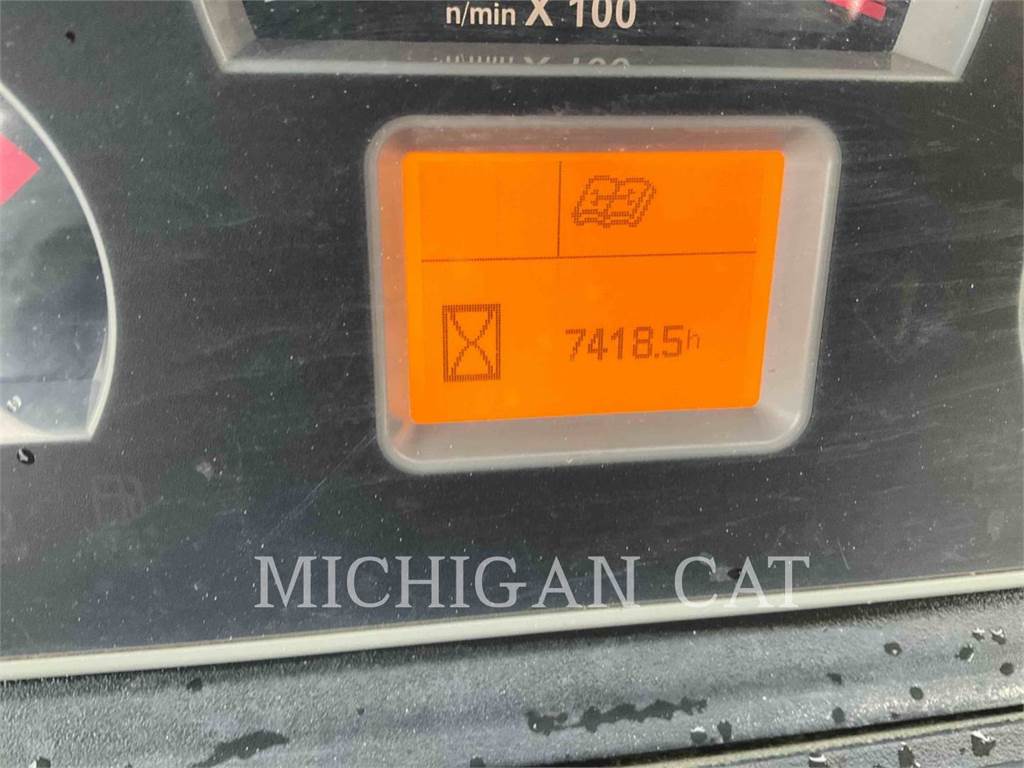 n/min X 100
7418.5h
MICHIGAN CAT